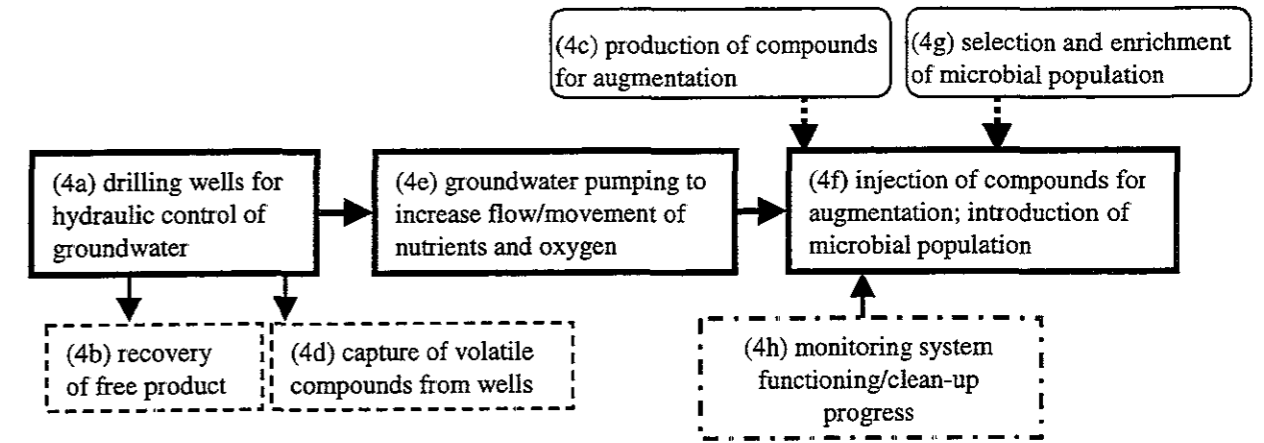 (4c) production of compounds
for augmentation
(4g) selection and enrichment
of microbial population
(4a) drilling wells for
hydraulic control of
groundwater
(4e) groundwater pumping to
increase flow/movement of
nutrients and oxygen
(4f) injection of compounds for
augmentation; introduction of
microbial population
(4b) recovery
of free product
(4d) capture of volatile
compounds from wells
(4h) monitoring system
functioning/clean-up
progress